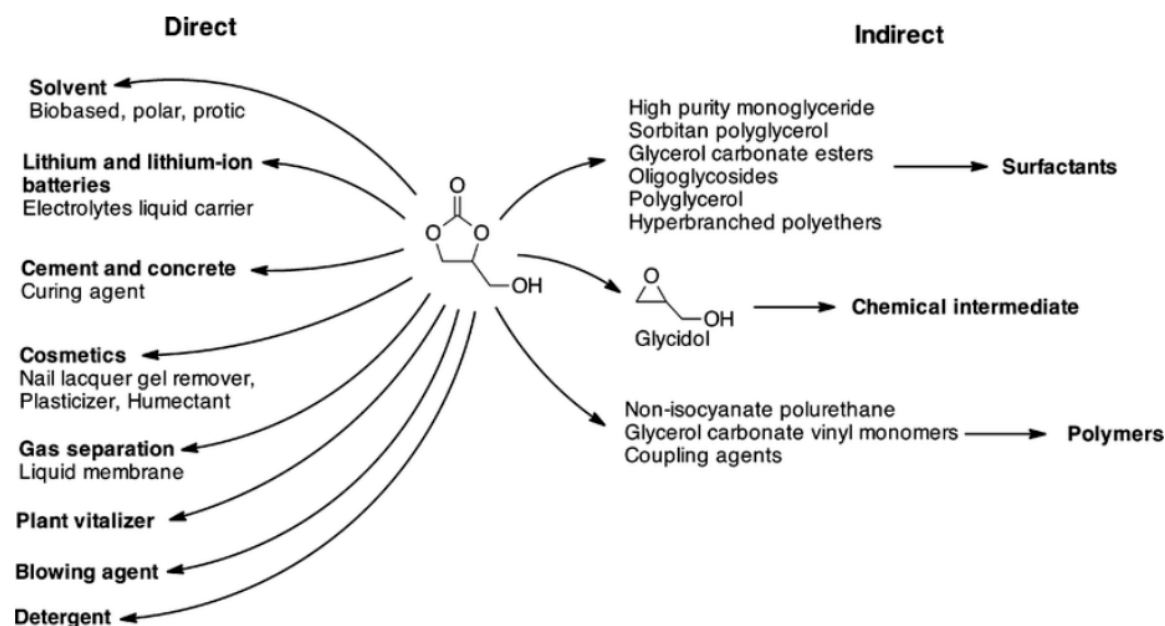 Direct
Solvent
Biobased, polar, protic
Lithium and lithium-ion
batteries
Electrolytes liquid carrier
Cement and concrete
Curing agent
Cosmetics
Nail lacquer gel remover,
Plasticizer, Humectant
Gas separation
Liquid membrane
Plant vitalizer
Blowing agent
Detergent
O
O
O
OH
Indirect
High purity monoglyceride
Sorbitan polyglycerol
Glycerol carbonate esters
Oligoglycosides
Polyglycerol
Hyperbranched polyethers
Surfactants
O
OH
Glycidol
Chemical intermediate
Non-isocyanate polurethane
Glycerol carbonate vinyl monomers
Coupling agents
Polymers